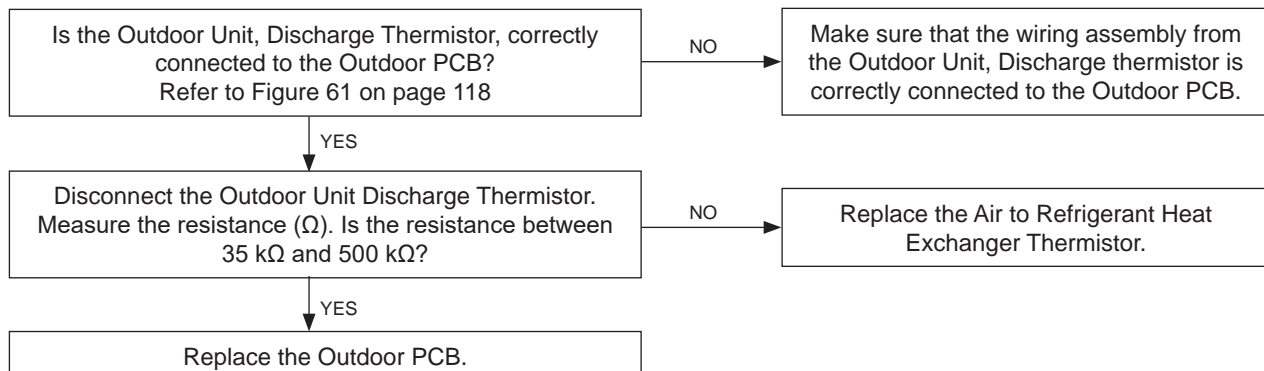 Is the Outdoor Unit, Discharge Thermistor, correctly
connected to the Outdoor PCB?
Refer to Figure 61 on page 118
NO
Make sure that the wiring assembly from
the Outdoor Unit, Discharge thermistor is
correctly connected to the Outdoor PCB.
YES
Disconnect the Outdoor Unit Discharge Thermistor.
Measure the resistance (Ω). Is the resistance between
35 kΩ and 500 kΩ?
NO
Replace the Air to Refrigerant Heat
Exchanger Thermistor.
YES
Replace the Outdoor PCB.